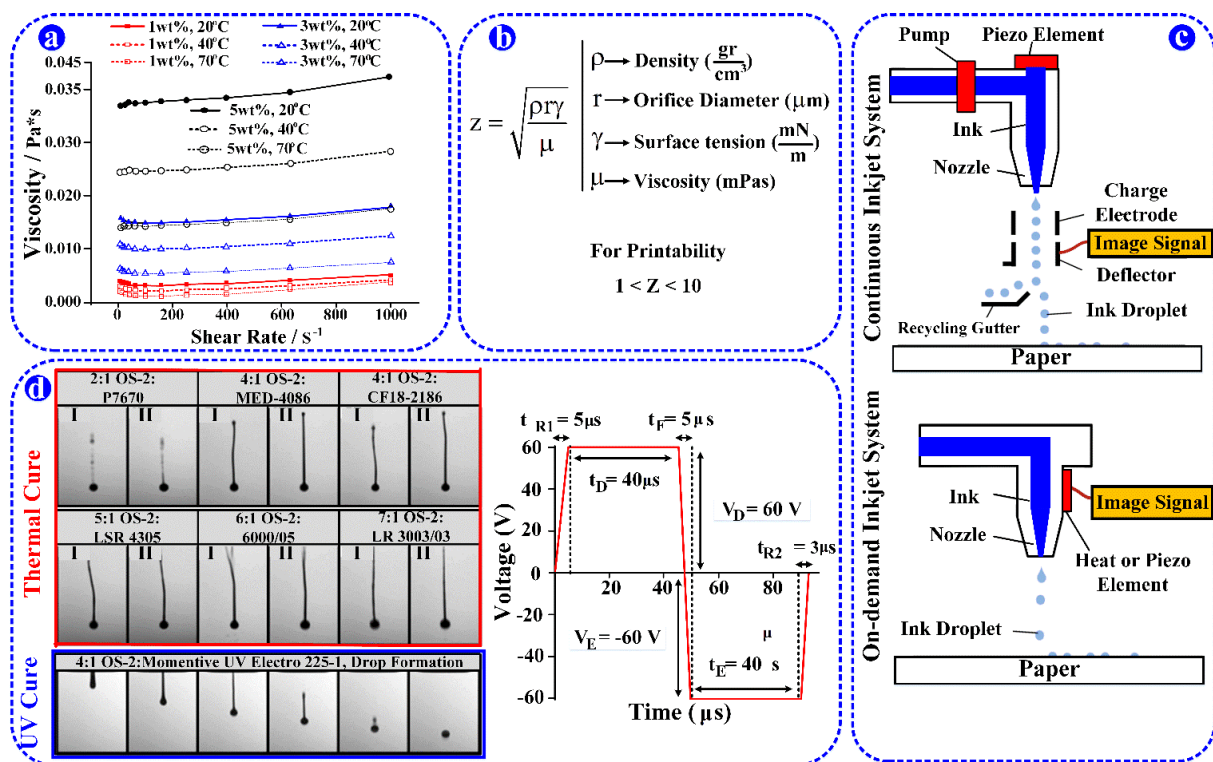 a
1wt%, 20°C
1wt%, 40°C
1wt%, 70°C
3wt%, 20°C
3wt%, 40°C
3wt%, 70°C
5wt%, 20°C
5wt%, 40°C
5wt%, 70°C
0.045
0.035
0.030
0.020
0.010
0.000
Viscosity / Pa*s
0
200
400
600
800
1000
Shear Rate / s⁻¹
b
z = √(ργγ/μ)
ρ→ Density (gr/cm³)
r→ Orifice Diameter (μm)
γ→ Surface tension (mN/m)
μ→ Viscosity (mPas)
For Printability
1 < Z < 10
c
Continuous Inkjet System
Pump
Piezo Element
Ink
Nozzle
Charge
Electrode
Image Signal
Deflector
Ink Droplet
Recycling Gutter
Paper
On-demand Inkjet System
Ink
Nozzle
Image Signal
Heat or Piezo
Element
Ink Droplet
Paper
d
Thermal Cure
2:1 OS-2:
P7670
I
II
4:1 OS-2:
MED-4086
I
II
4:1 OS-2:
CF18-2186
I
II
5:1 OS-2:
LSR 4305
I
II
6:1 OS-2:
6000/05
I
II
7:1 OS-2:
LR 3003/03
I
II
UV Cure
4:1 OS-2:Momentive UV Electro 225-1, Drop Formation
Voltage (V)
60
40
20
0
-20
-40
-60
20
40
60
80
Time (μs)
t R1 = 5μs
tF = 5μs
tD = 40μs
VD = 60 V
tR2 = 3μs
VE = -60 V
μ
tE = 40 s